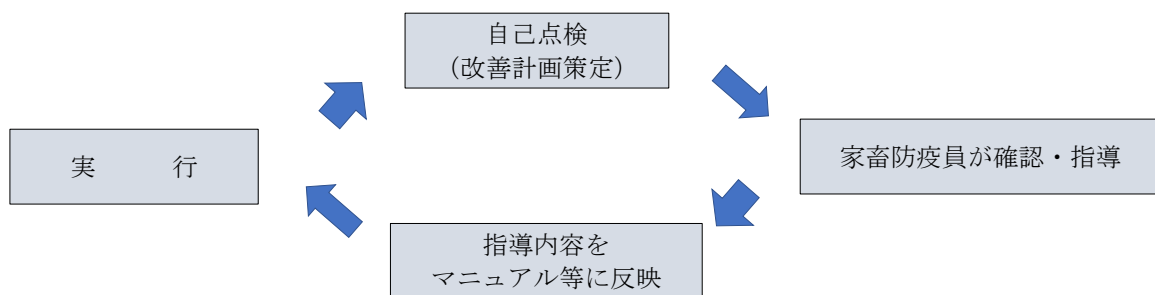 自己点検
（改善計画策定）
家畜防疫員が確認・指導
指導内容を
マニュアル等に反映
実　　　行